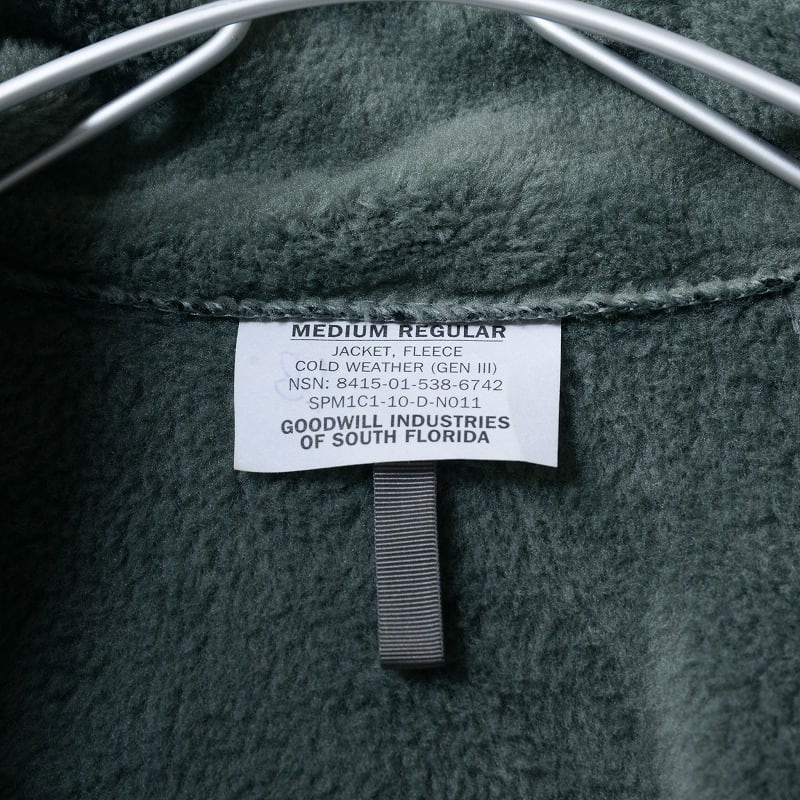 MEDIUM REGULAR
JACKET, FLEECE
COLD WEATHER (GEN III)
NSN: 8415-01-538-6742
SPM1C1-10-D-N011
GOODWILL INDUSTRIES
OF SOUTH FLORIDA